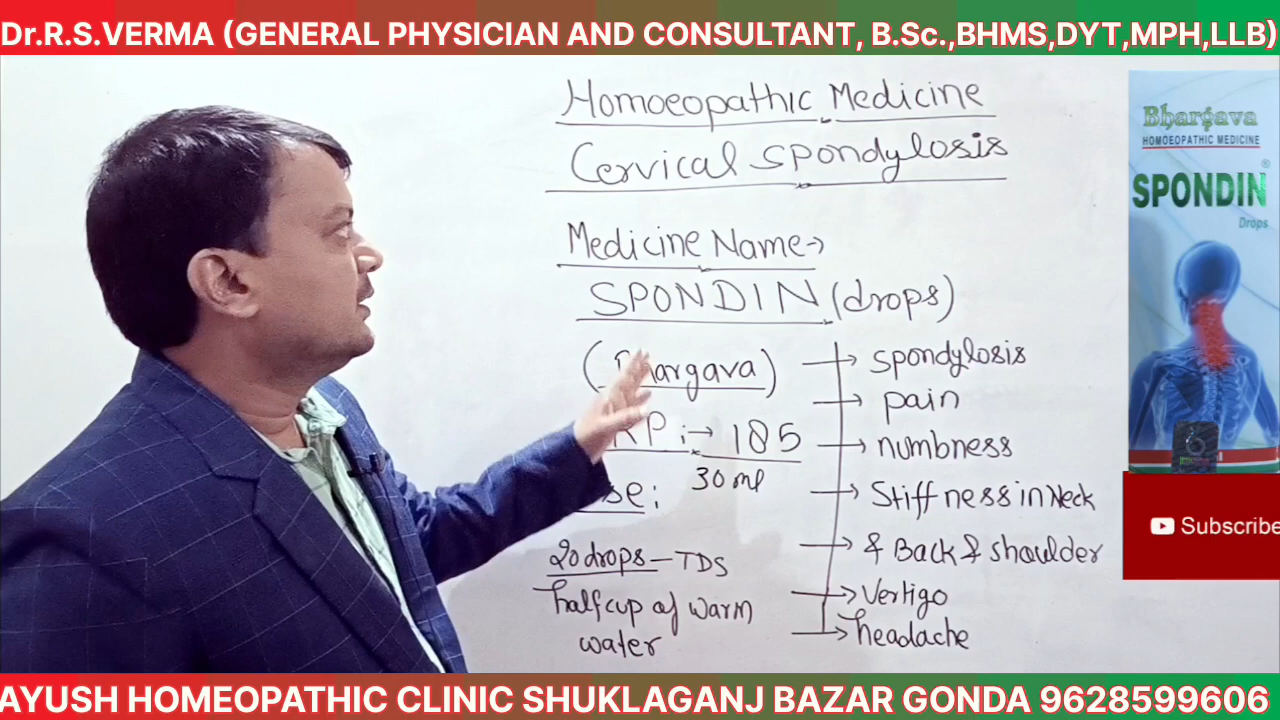 Dr.R.S.VERMA (GENERAL PHYSICIAN AND CONSULTANT, B.Sc.,BHMS,DYT,MPH,LLB)
Homoeopathic Medicine
Cervical spondylosis
Medicine Name→
SPONDIN (drops)
(Bhargava)
RP :→ 185
30 ml
se:
20 drops — TDS
half cup of warm
water
→ spondylosis
→ pain
→ numbness
→ Stiffness in Neck
→ & Back & shoulder
→ Vertigo
→ headache
Bhargava
HOMOEOPATHIC MEDICINE
SPONDIN®
Drops
Subscribe
AYUSH HOMEOPATHIC CLINIC SHUKLAGANJ BAZAR GONDA 9628599606